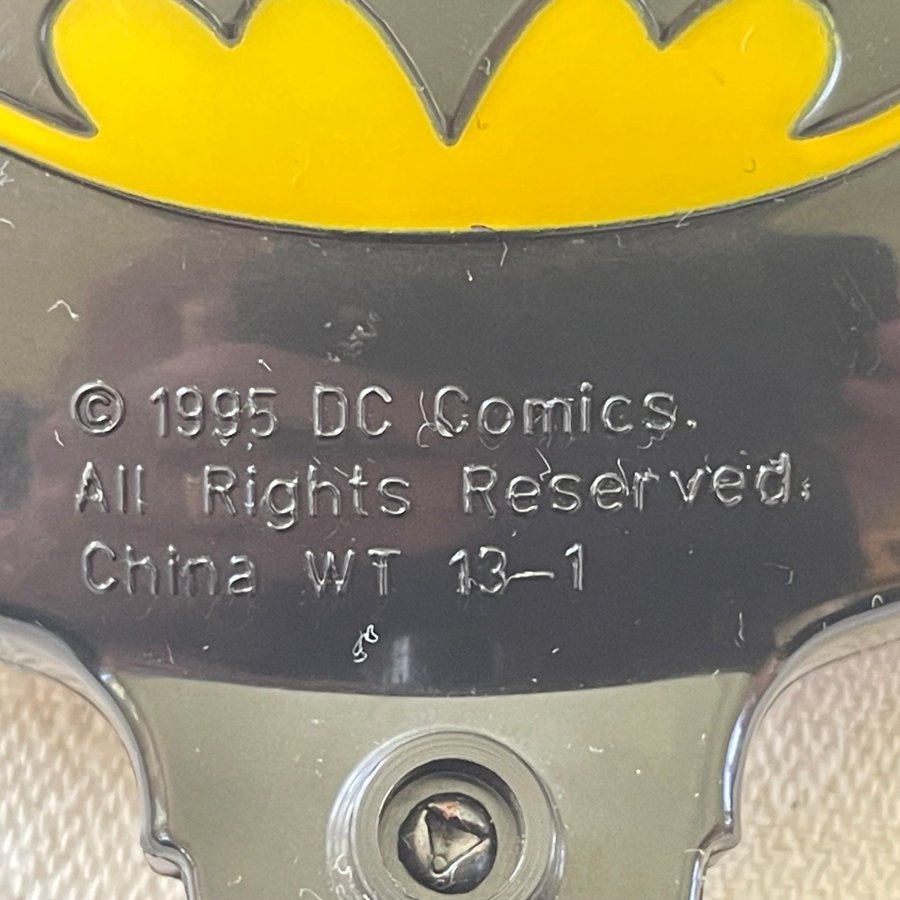 © 1995 DC Comics.
All Rights Reserved.
China WT 13-1